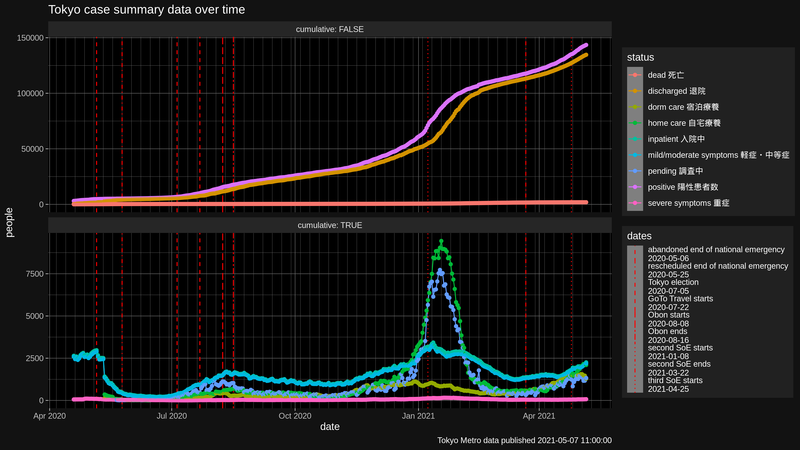 Tokyo case summary data over time
cumulative: FALSE
150000
100000
50000
0
cumulative: TRUE
7500
5000
2500
0
people
Apr 2020
Jul 2020
Oct 2020
Jan 2021
Apr 2021
date
Tokyo Metro data published 2021-05-07 11:00:00
status
dead 死亡
discharged 退院
dorm care 宿泊療養
home care 自宅療養
inpatient 入院中
mild/moderate symptoms 軽症・中等症
pending 調査中
positive 陽性患者数
severe symptoms 重症
dates
abandoned end of national emergency
2020-05-06
rescheduled end of national emergency
2020-05-25
Tokyo election
2020-07-05
GoTo Travel starts
2020-07-22
Obon starts
2020-08-08
Obon ends
2020-08-16
second SoE starts
2021-01-08
second SoE ends
2021-03-22
third SoE starts
2021-04-25